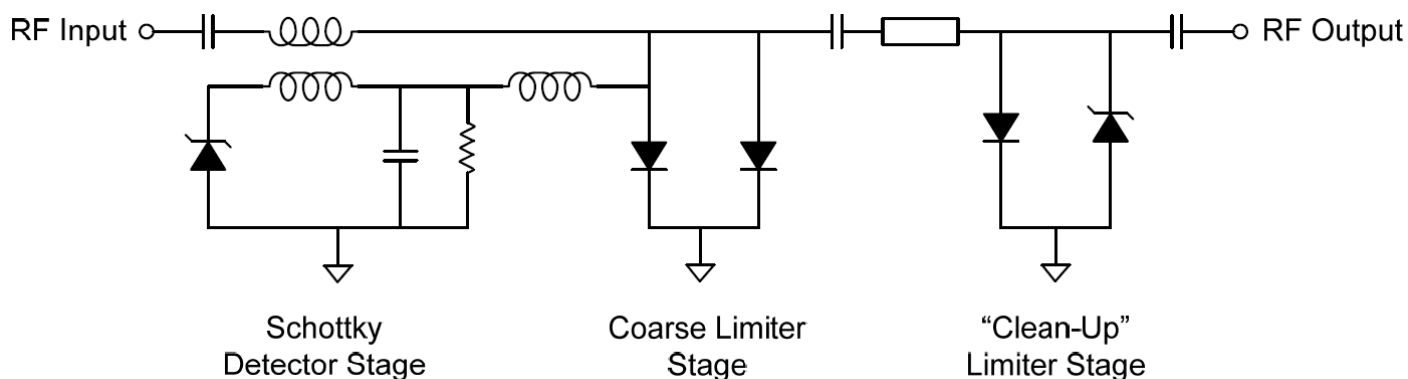 RF Input
RF Output
Schottky
Detector Stage
Coarse Limiter
Stage
“Clean-Up”
Limiter Stage